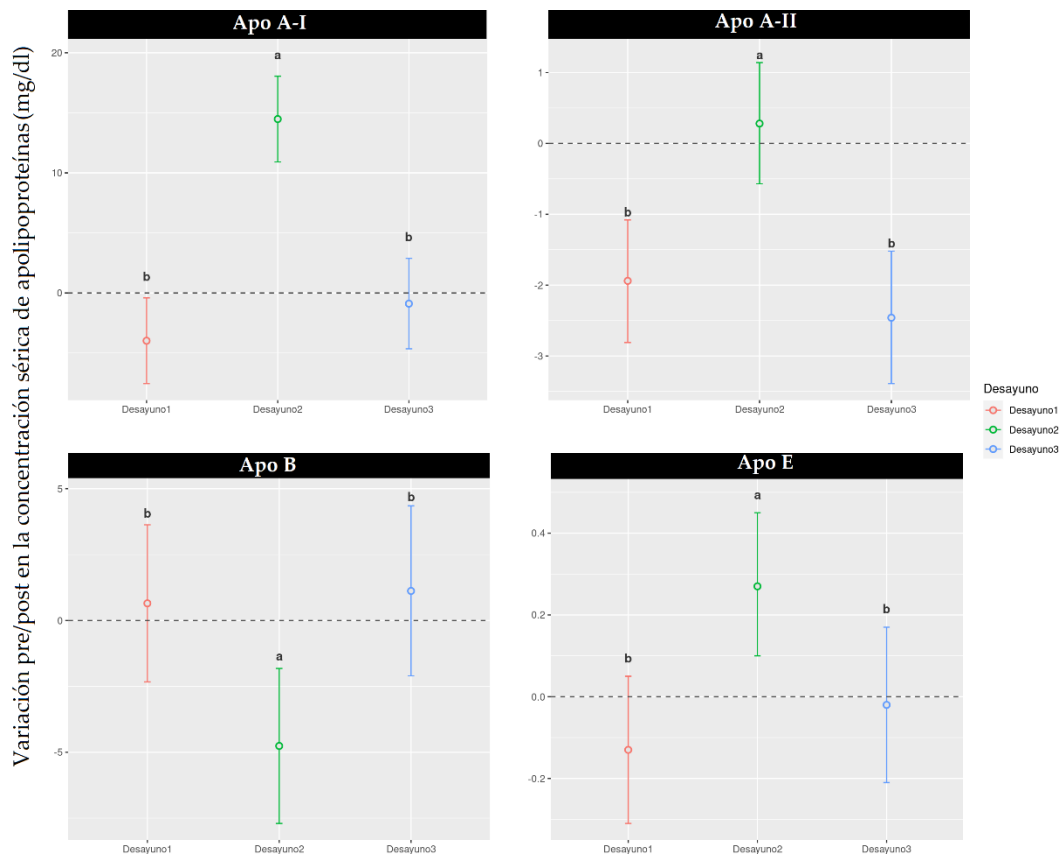 Variación pre/post en la concentración sérica de apolipoproteínas (mg/dl)
Apo A-I
20
10
0
b
a
b
Desayuno1
Desayuno2
Desayuno3
Apo A-II
1
0
-1
-2
-3
b
a
b
Desayuno1
Desayuno2
Desayuno3
Desayuno
Desayuno1
Desayuno2
Desayuno3
Apo B
5
0
-5
b
a
b
Desayuno1
Desayuno2
Desayuno3
Apo E
0.4
0.2
0.0
-0.2
b
a
b
Desayuno1
Desayuno2
Desayuno3